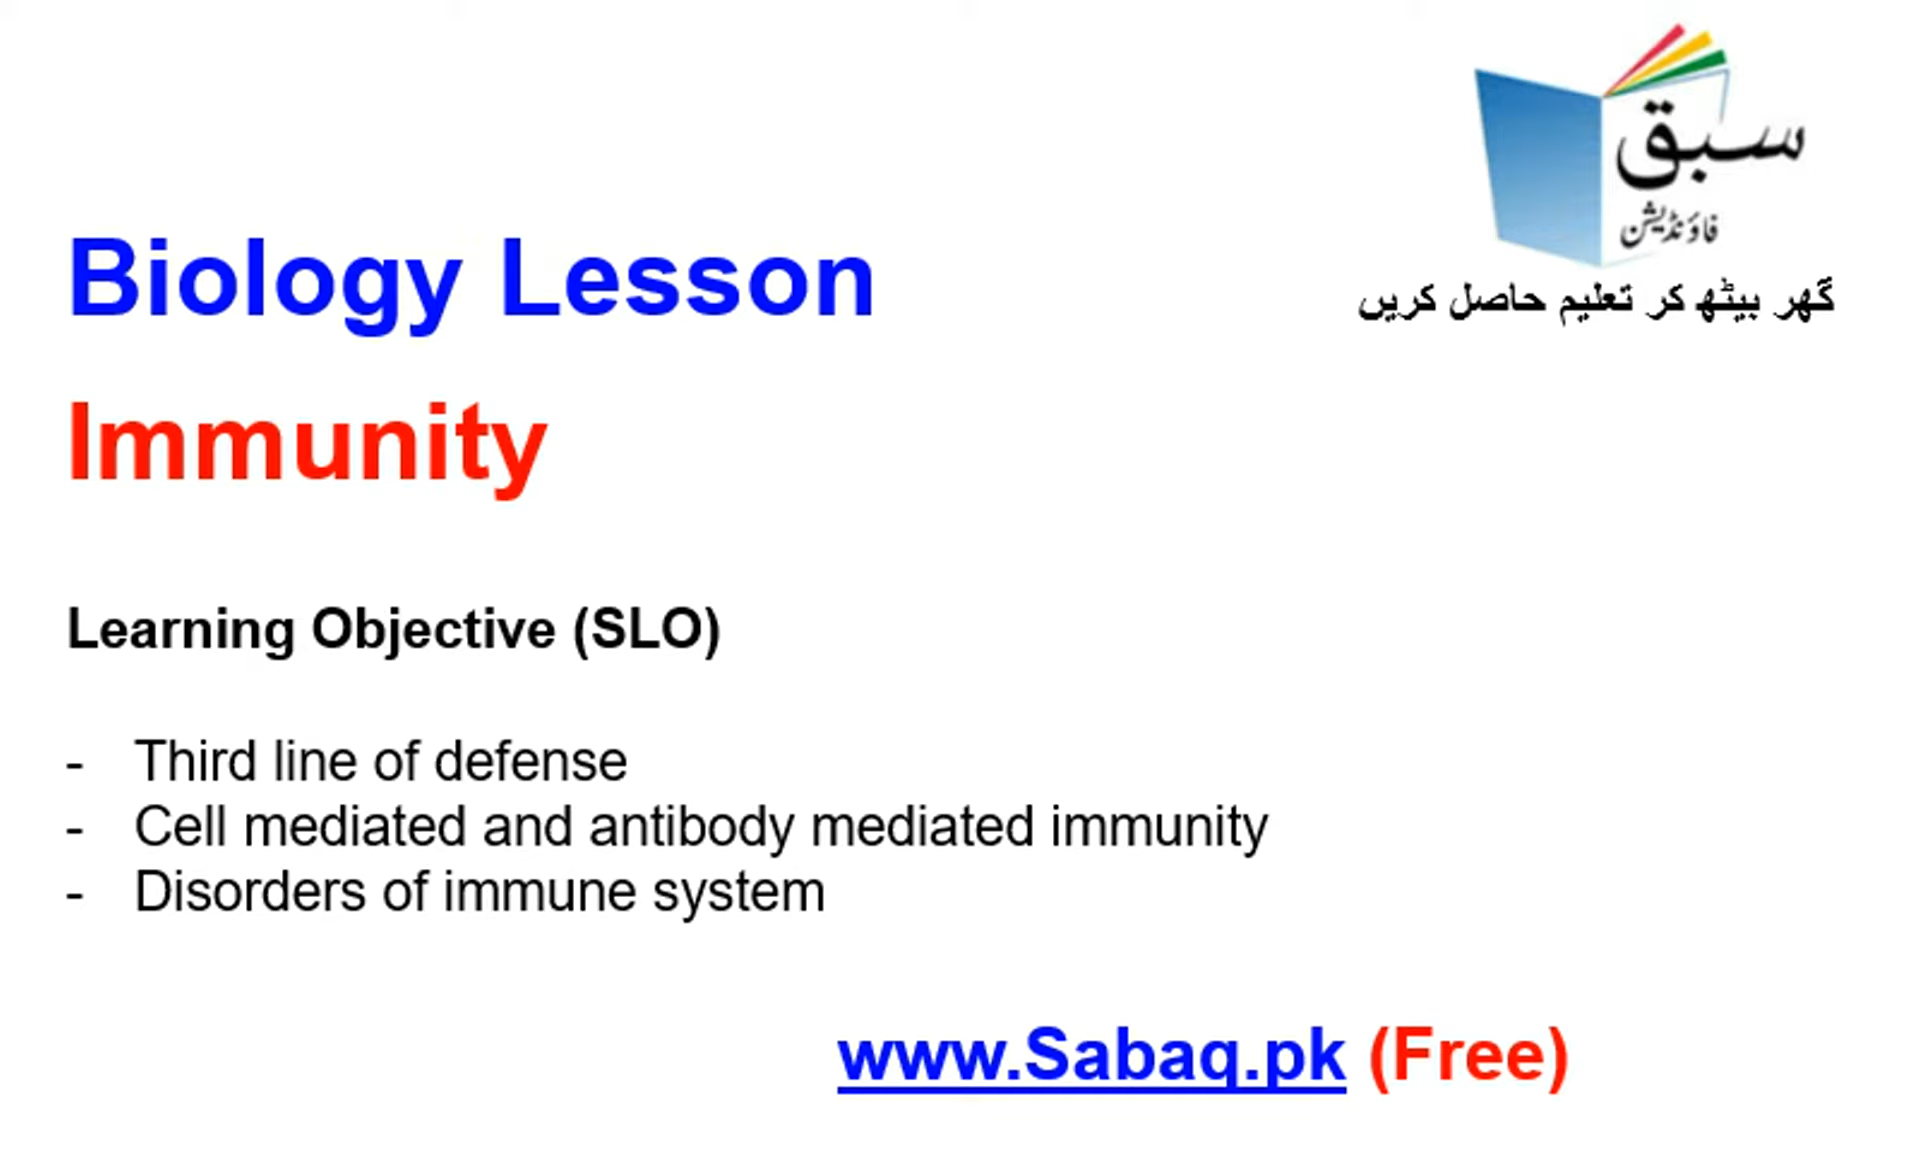 سبق
فاؤنڈیشن
گھر بیٹھ کر تعلیم حاصل کریں
Biology Lesson
Immunity
Learning Objective (SLO)
- Third line of defense
- Cell mediated and antibody mediated immunity
- Disorders of immune system
www.Sabaq.pk (Free)